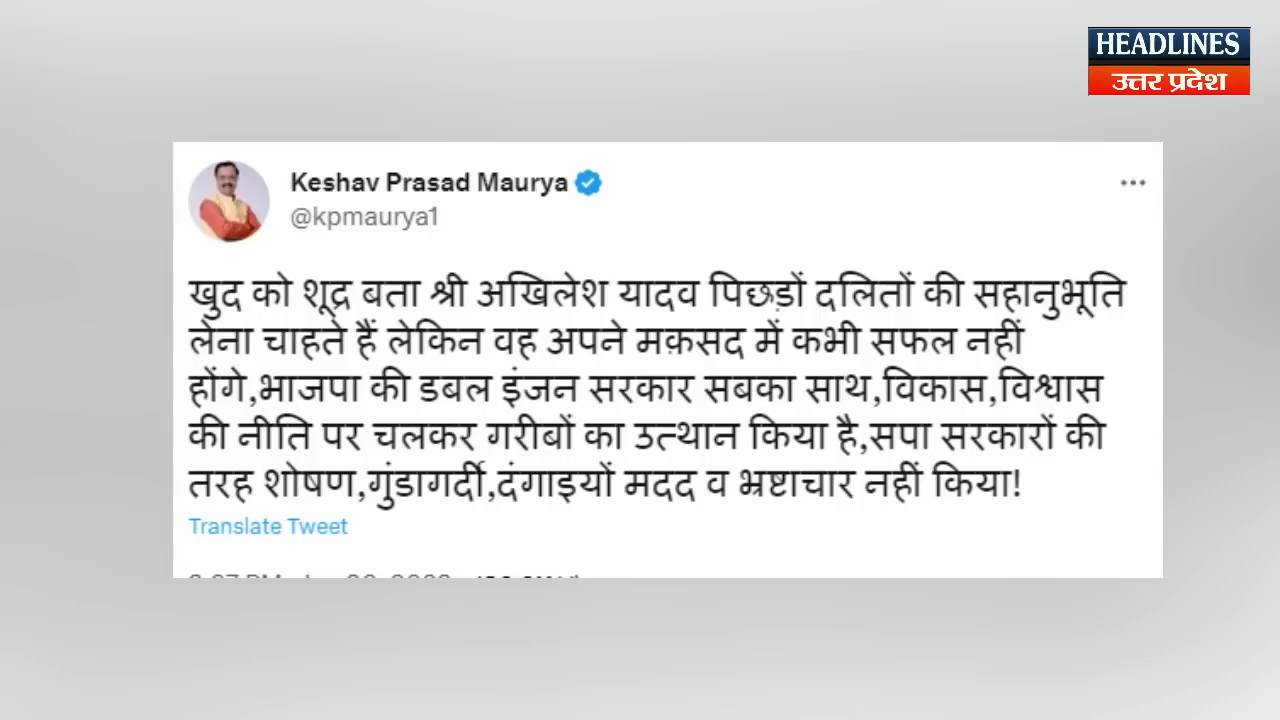 HEADLINES
उत्तर प्रदेश
Keshav Prasad Maurya
@kpmaurya1
खुद को शूद्र बता श्री अखिलेश यादव पिछड़ों दलितों की सहानुभूति
लेना चाहते हैं लेकिन वह अपने मक़सद में कभी सफल नहीं
होंगे,भाजपा की डबल इंजन सरकार सबका साथ,विकास,विश्वास
की नीति पर चलकर गरीबों का उत्थान किया है,सपा सरकारों की
तरह शोषण,गुंडागर्दी,दंगाइयों मदद व भ्रष्टाचार नहीं किया!
Translate Tweet